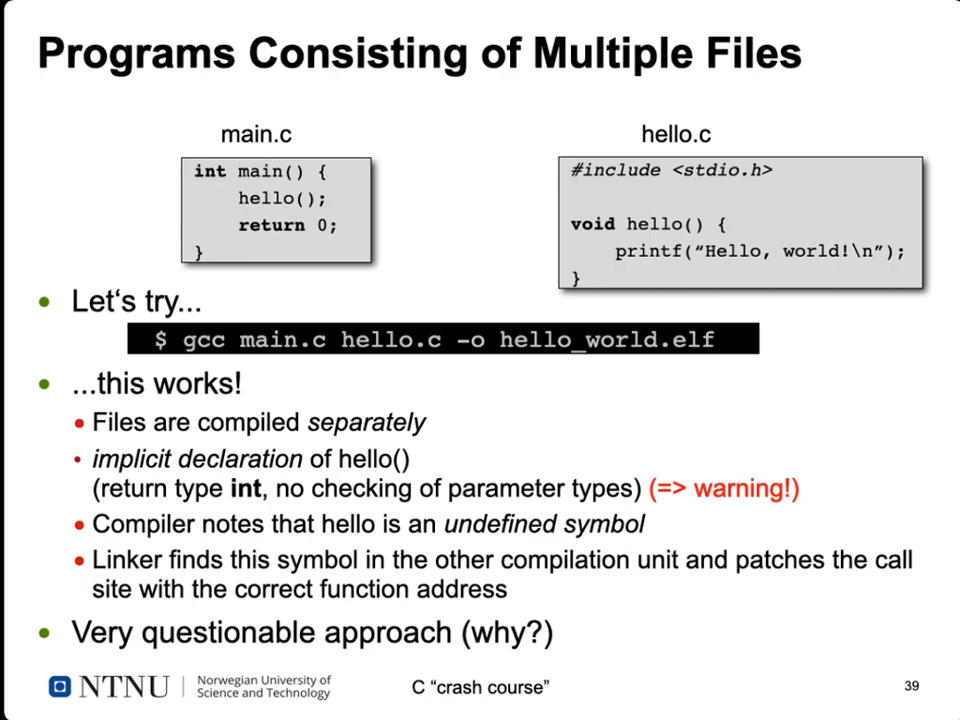 Programs Consisting of Multiple Files
main.c
int main() {
hello();
return 0;
}
hello.c
#include <stdio.h>
void hello() {
printf(“Hello, world!\n”);
}
• Let‘s try...
$ gcc main.c hello.c –o hello_world.elf
• ...this works!
• Files are compiled separately
• implicit declaration of hello()
(return type int, no checking of parameter types) (=> warning!)
• Compiler notes that hello is an undefined symbol
• Linker finds this symbol in the other compilation unit and patches the call
site with the correct function address
• Very questionable approach (why?)
NTNU
Norwegian University of
Science and Technology
C “crash course”
39